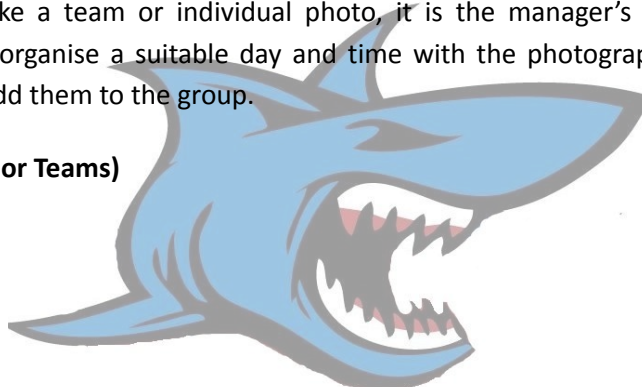 ke a team or individual photo, it is the manager's
organise a suitable day and time with the photograp
dd them to the group.
or Teams)